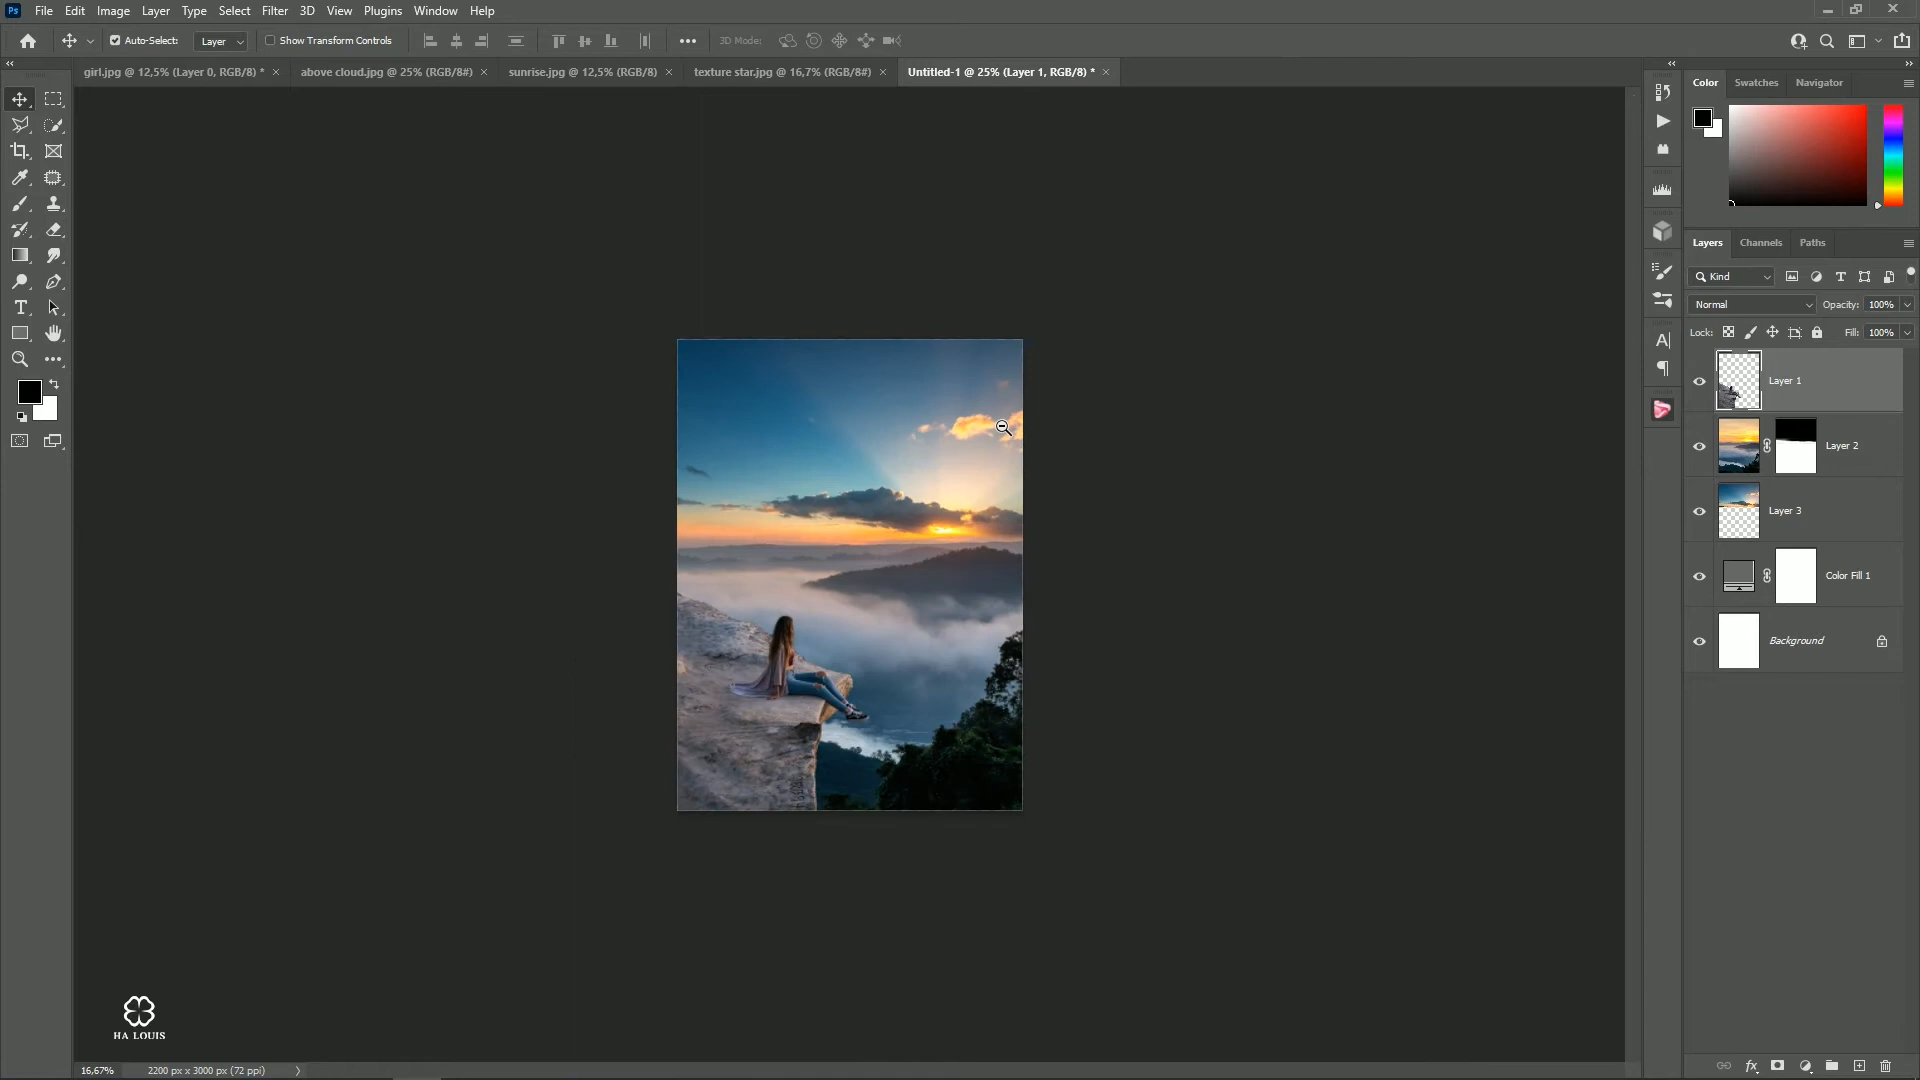 Ps File Edit Image Layer Type Select Filter 3D View Plugins Window Help
Auto-Select: Layer Show Transform Controls 3D Mode:
girl.jpg @ 12,5% (Layer 0, RGB/8) * above cloud.jpg @ 25% (RGB/8#) sunrise.jpg @ 12,5% (RGB/8) texture star.jpg @ 16,7% (RGB/8#) Untitled-1 @ 25% (Layer 1, RGB/8) *
Color Swatches Navigator
Layers Channels Paths
Kind
Normal Opacity: 100%
Lock: Fill: 100%
Layer 1
Layer 2
Layer 3
Color Fill 1
Background
HA LOUIS
16,67% 2200 px x 3000 px (72 ppi)